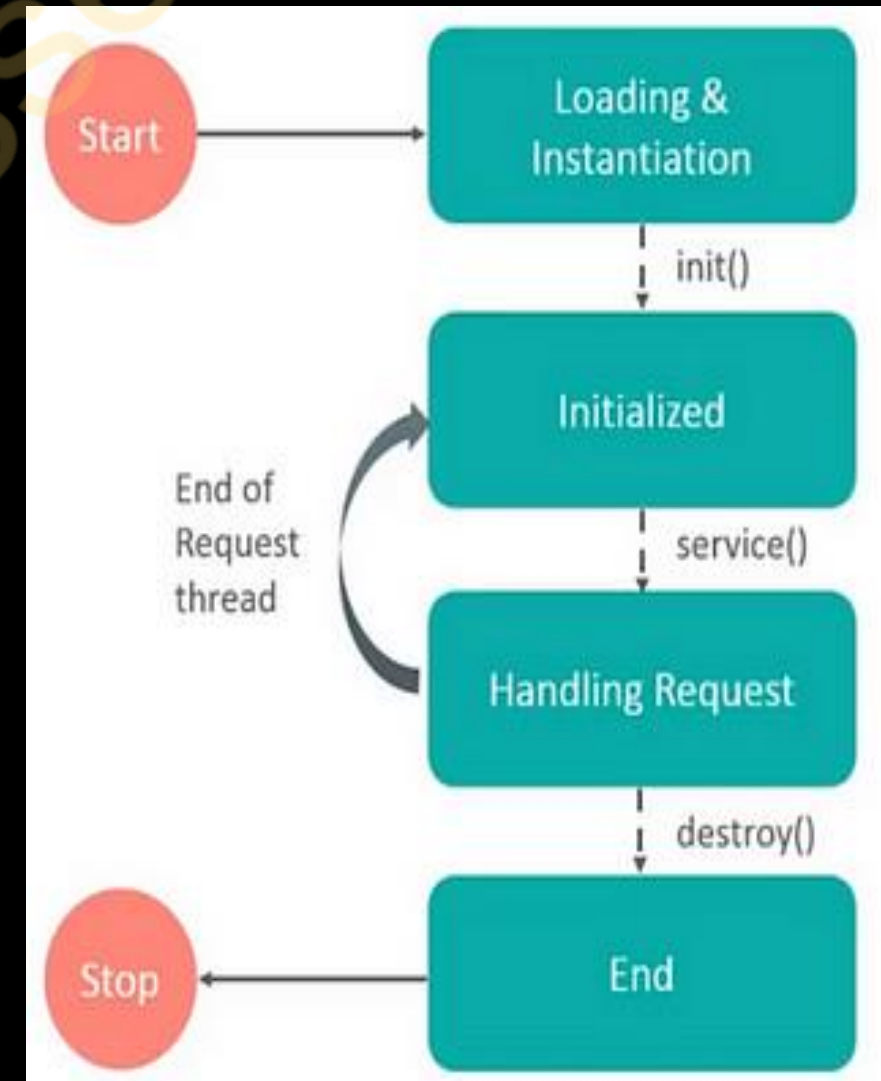 Start
Loading &
Instantiation
init()
Initialized
End of
Request
thread
service()
Handling Request
destroy()
Stop
End